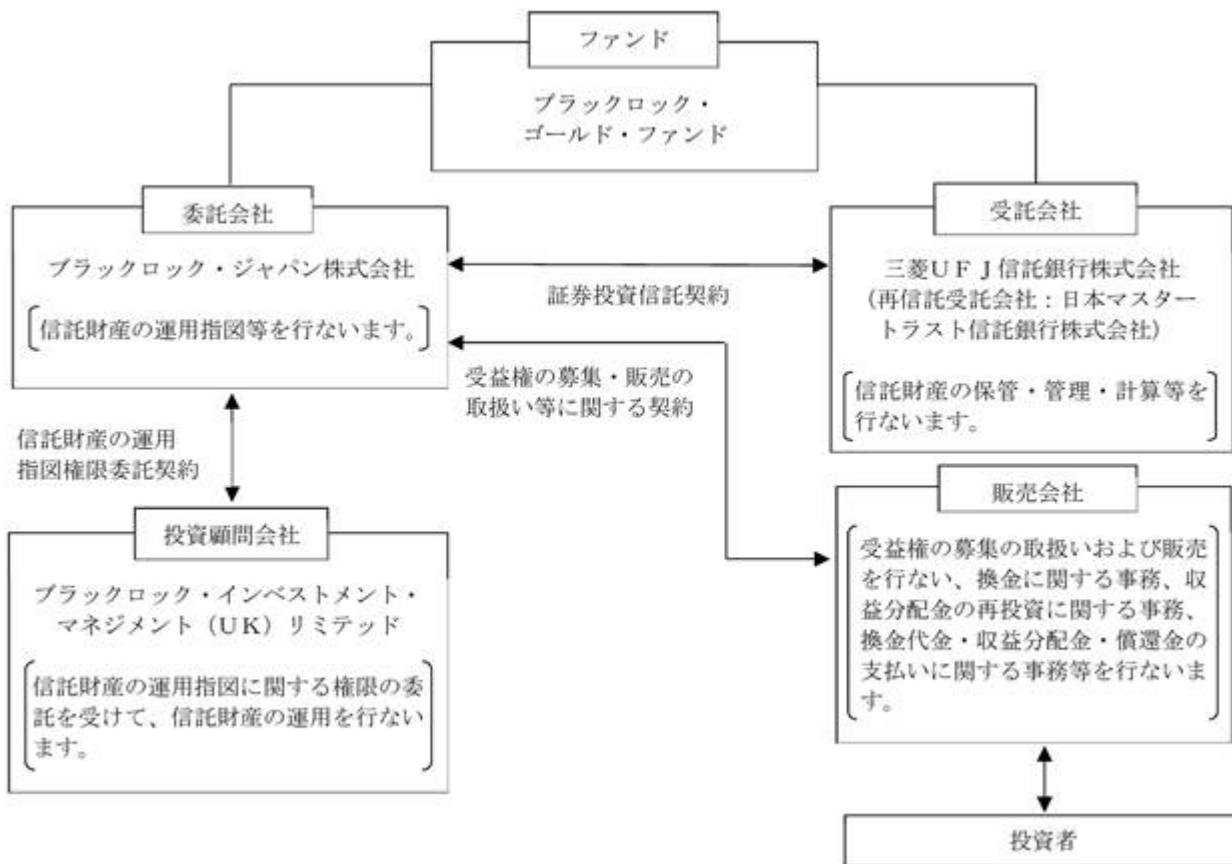 ファンド
ブラックロック・
ゴールド・ファンド
委託会社
ブラックロック・ジャパン株式会社
信託財産の運用指図等を行ないます。
証券投資信託契約
受託会社
三菱UFJ信託銀行株式会社
(再信託受託会社:日本マスター
トラスト信託銀行株式会社)
信託財産の保管・管理・計算等を
行ないます。
受益権の募集・販売の
取扱い等に関する契約
信託財産の運用
指図権限委託契約
投資顧問会社
ブラックロック・インベストメント・
マネジメント(UK)リミテッド
信託財産の運用指図に関する権限の委
託を受けて、信託財産の運用を行ない
ます。
販売会社
受益権の募集の取扱いおよび販売
を行ない、換金に関する事務、収
益分配金の再投資に関する事務、
換金代金・収益分配金・償還金の
支払いに関する事務等を行ないま
す。
投資者